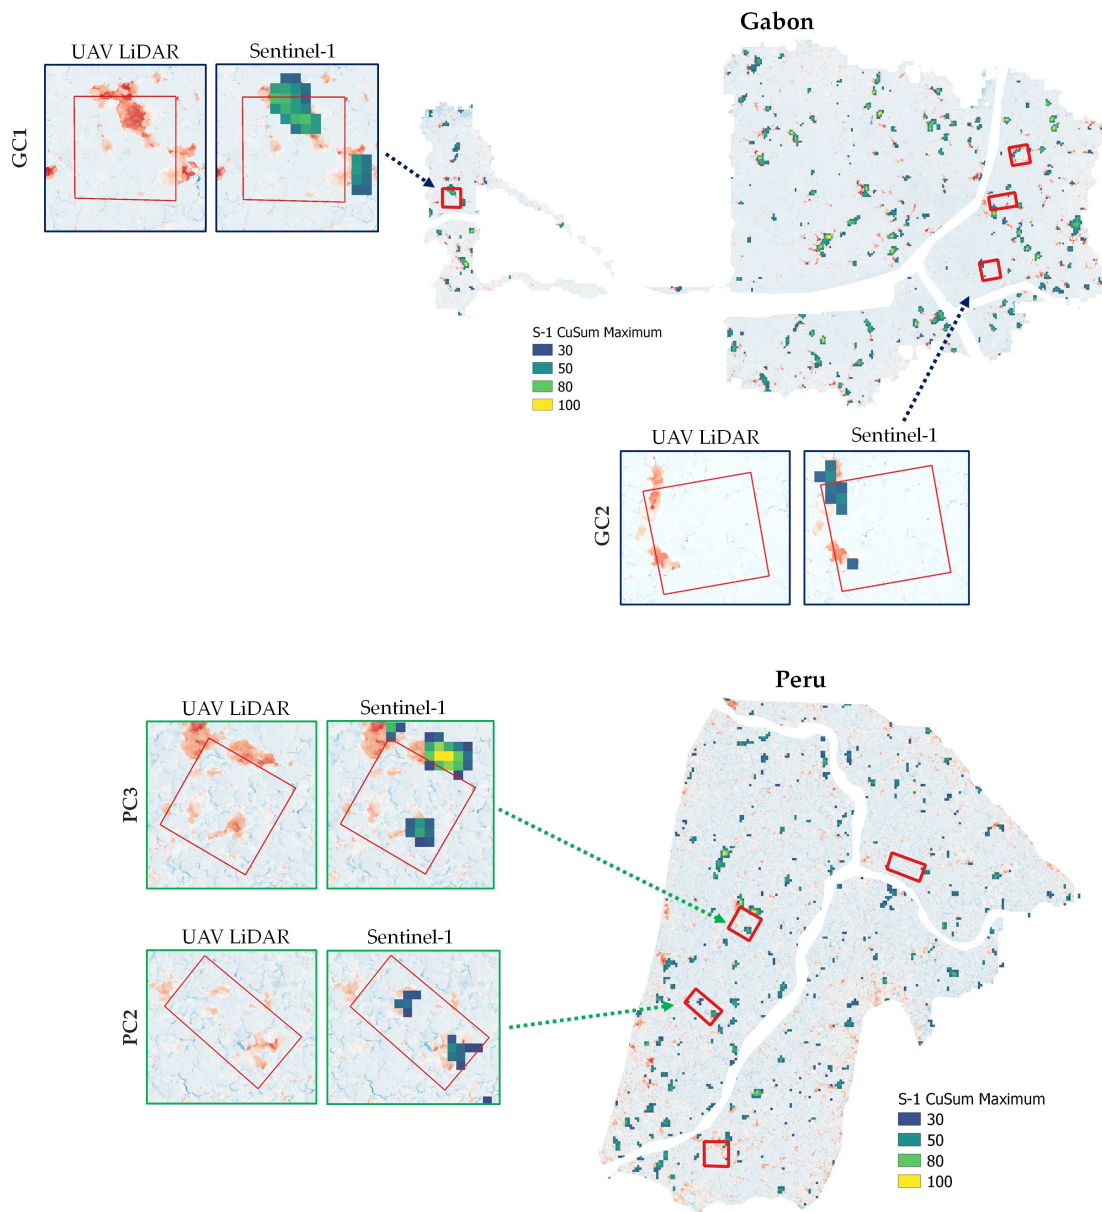 Gabon
UAV LiDAR
Sentinel-1
GC1
S-1 CuSum Maximum
30
50
80
100
UAV LiDAR
Sentinel-1
GC2
Peru
UAV LiDAR
Sentinel-1
PC3
UAV LiDAR
Sentinel-1
PC2
S-1 CuSum Maximum
30
50
80
100